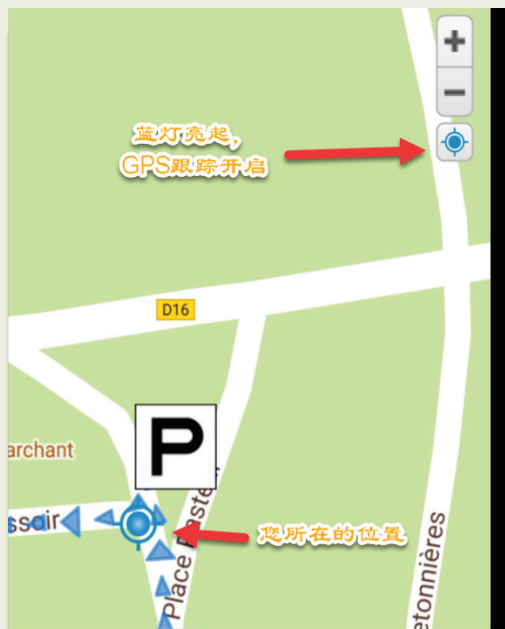 蓝灯亮起,
GPS跟踪开启
D16
P
archant
ssair
Place Paste
您所在的位置
etonnières